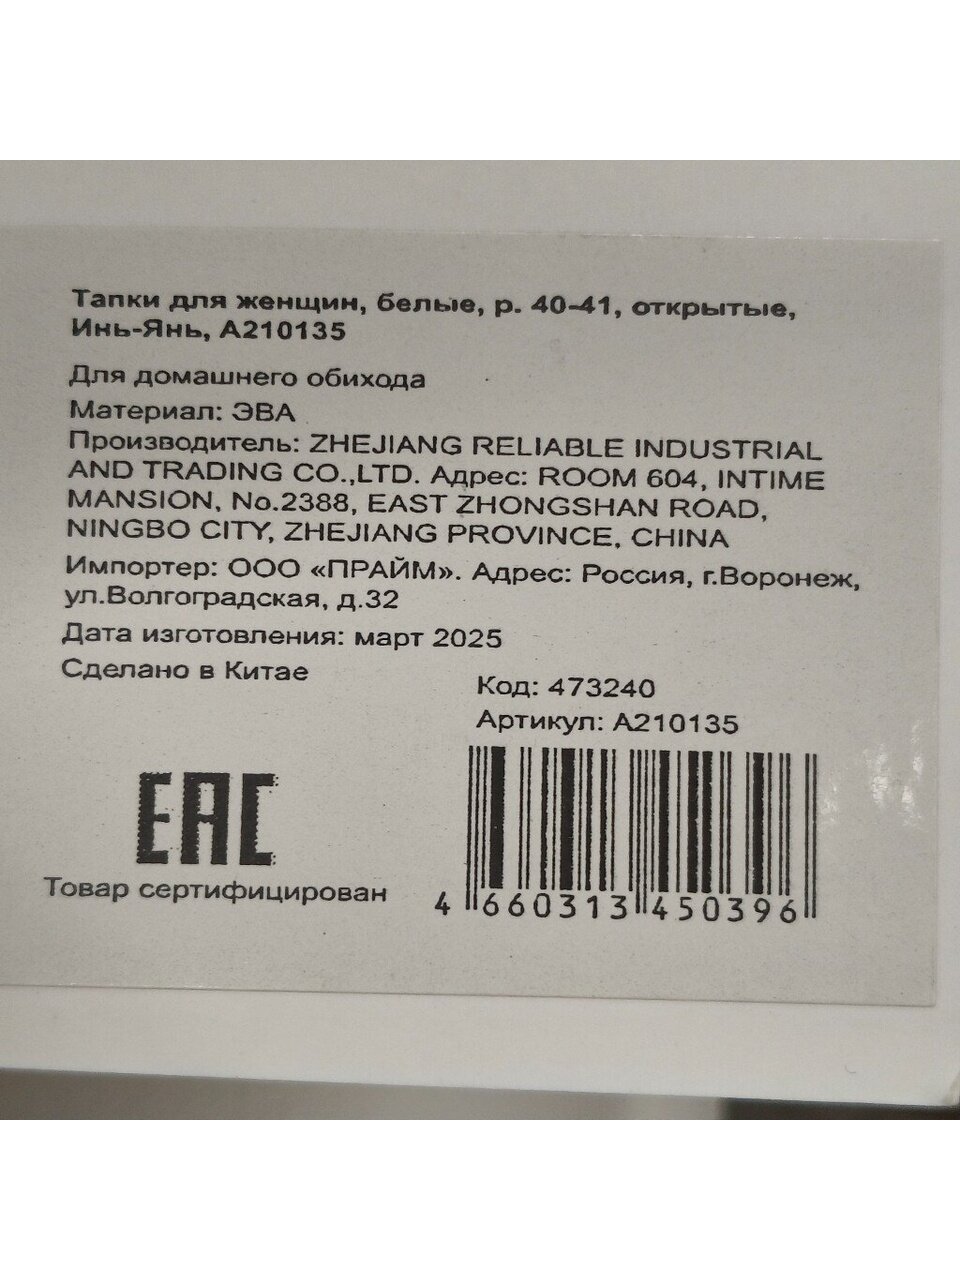 Тапки для женщин, белые, р. 40-41, открытые,
Инь-Янь, А210135
Для домашнего обихода
Материал: ЭВА
Производитель: ZHEJIANG RELIABLE INDUSTRIAL
AND TRADING CO.,LTD. Адрес: ROOM 604, INTIME
MANSION, No.2388, EAST ZHONGSHAN ROAD,
NINGBO CITY, ZHEJIANG PROVINCE, CHINA
Импортер: ООО «ПРАЙМ». Адрес: Россия, г.Воронеж,
ул.Волгоградская, д.32
Дата изготовления: март 2025
Сделано в Китае
Код: 473240
Артикул: А210135
EAC
Товар сертифицирован
4 660313 450396